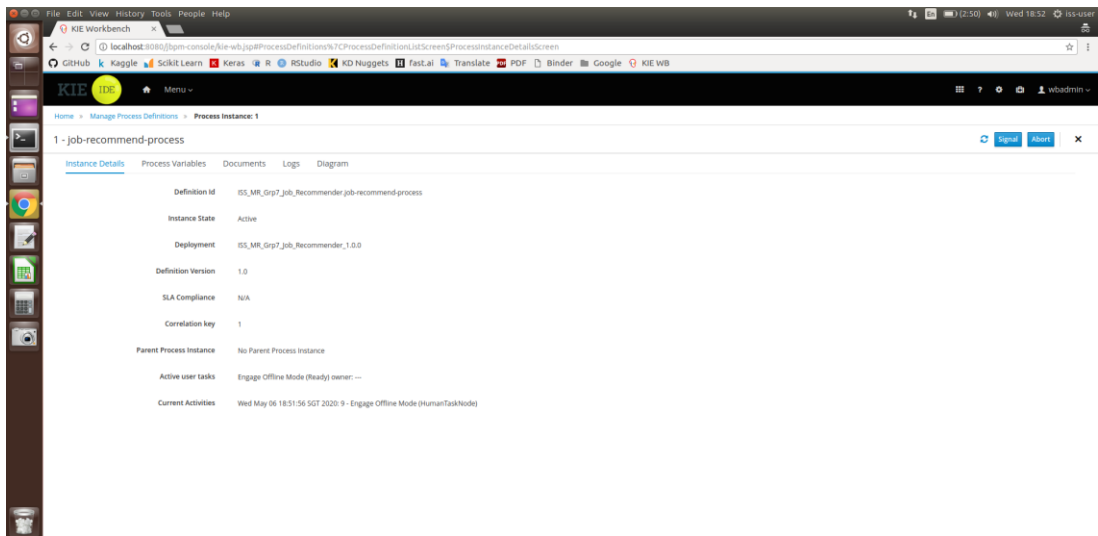 File Edit View History Tools People Help
En (2:50) Wed 18:52 iss-user
KIE Workbench
localhost:8080/jbpm-console/kie-wb.jsp#ProcessDefinitions%7CProcessDefinitionListScreen$ProcessInstanceDetailsScreen
GitHub Kaggle Scikit Learn Keras R RStudio KD Nuggets fast.ai Translate PDF Binder Google KIE WB
KIE IDE Menu wbadmin
Home » Manage Process Definitions » Process Instance: 1
1 - job-recommend-process Signal Abort
Instance Details Process Variables Documents Logs Diagram
Definition Id ISS_MR_Grp7_Job_Recommender.job-recommend-process
Instance State Active
Deployment ISS_MR_Grp7_Job_Recommender_1.0.0
Definition Version 1.0
SLA Compliance N/A
Correlation key 1
Parent Process Instance No Parent Process Instance
Active user tasks Engage Offline Mode (Ready) owner: ---
Current Activities Wed May 06 18:51:56 SGT 2020: 9 - Engage Offline Mode (HumanTaskNode)